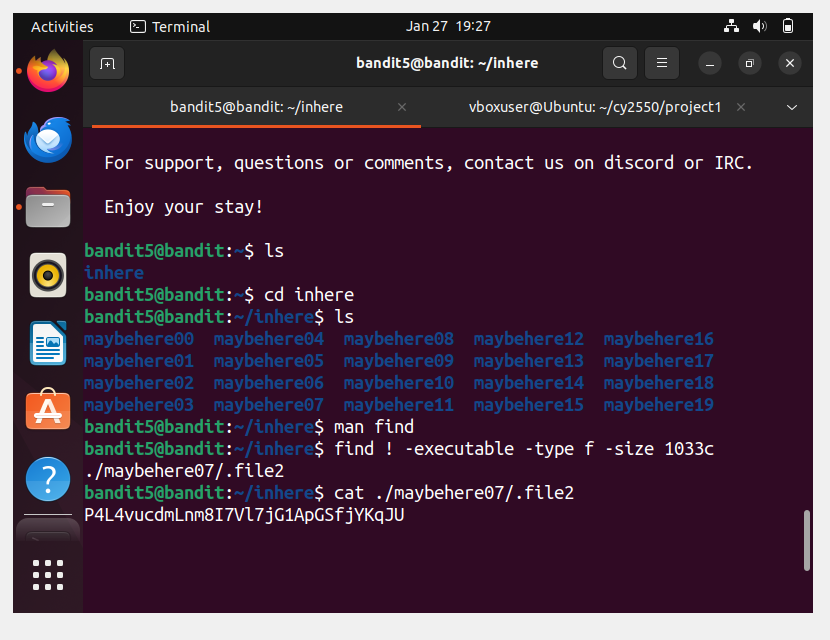 Activities
Terminal
Jan 27 19:27
bandit5@bandit: ~/inhere
bandit5@bandit: ~/inhere
vboxuser@Ubuntu: ~/cy2550/project1
For support, questions or comments, contact us on discord or IRC.
Enjoy your stay!
bandit5@bandit:~$ ls
inhere
bandit5@bandit:~$ cd inhere
bandit5@bandit:~/inhere$ ls
maybehere00 maybehere04 maybehere08 maybehere12 maybehere16
maybehere01 maybehere05 maybehere09 maybehere13 maybehere17
maybehere02 maybehere06 maybehere10 maybehere14 maybehere18
maybehere03 maybehere07 maybehere11 maybehere15 maybehere19
bandit5@bandit:~/inhere$ man find
bandit5@bandit:~/inhere$ find ! -executable -type f -size 1033c
./maybehere07/.file2
bandit5@bandit:~/inhere$ cat ./maybehere07/.file2
P4L4vucdmLnm8I7Vl7jG1ApGSfjYKqJU